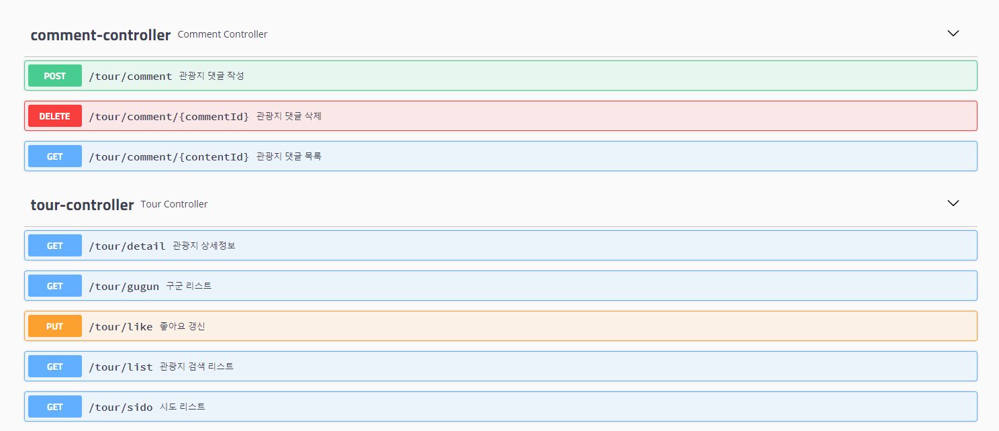 comment-controller Comment Controller
POST /tour/comment 관광지 댓글 작성
DELETE /tour/comment/{commentId} 관광지 댓글 삭제
GET /tour/comment/{contentId} 관광지 댓글 목록
tour-controller Tour Controller
GET /tour/detail 관광지 상세정보
GET /tour/gugun 구군 리스트
PUT /tour/like 좋아요 갱신
GET /tour/list 관광지 검색 리스트
GET /tour/sido 시도 리스트